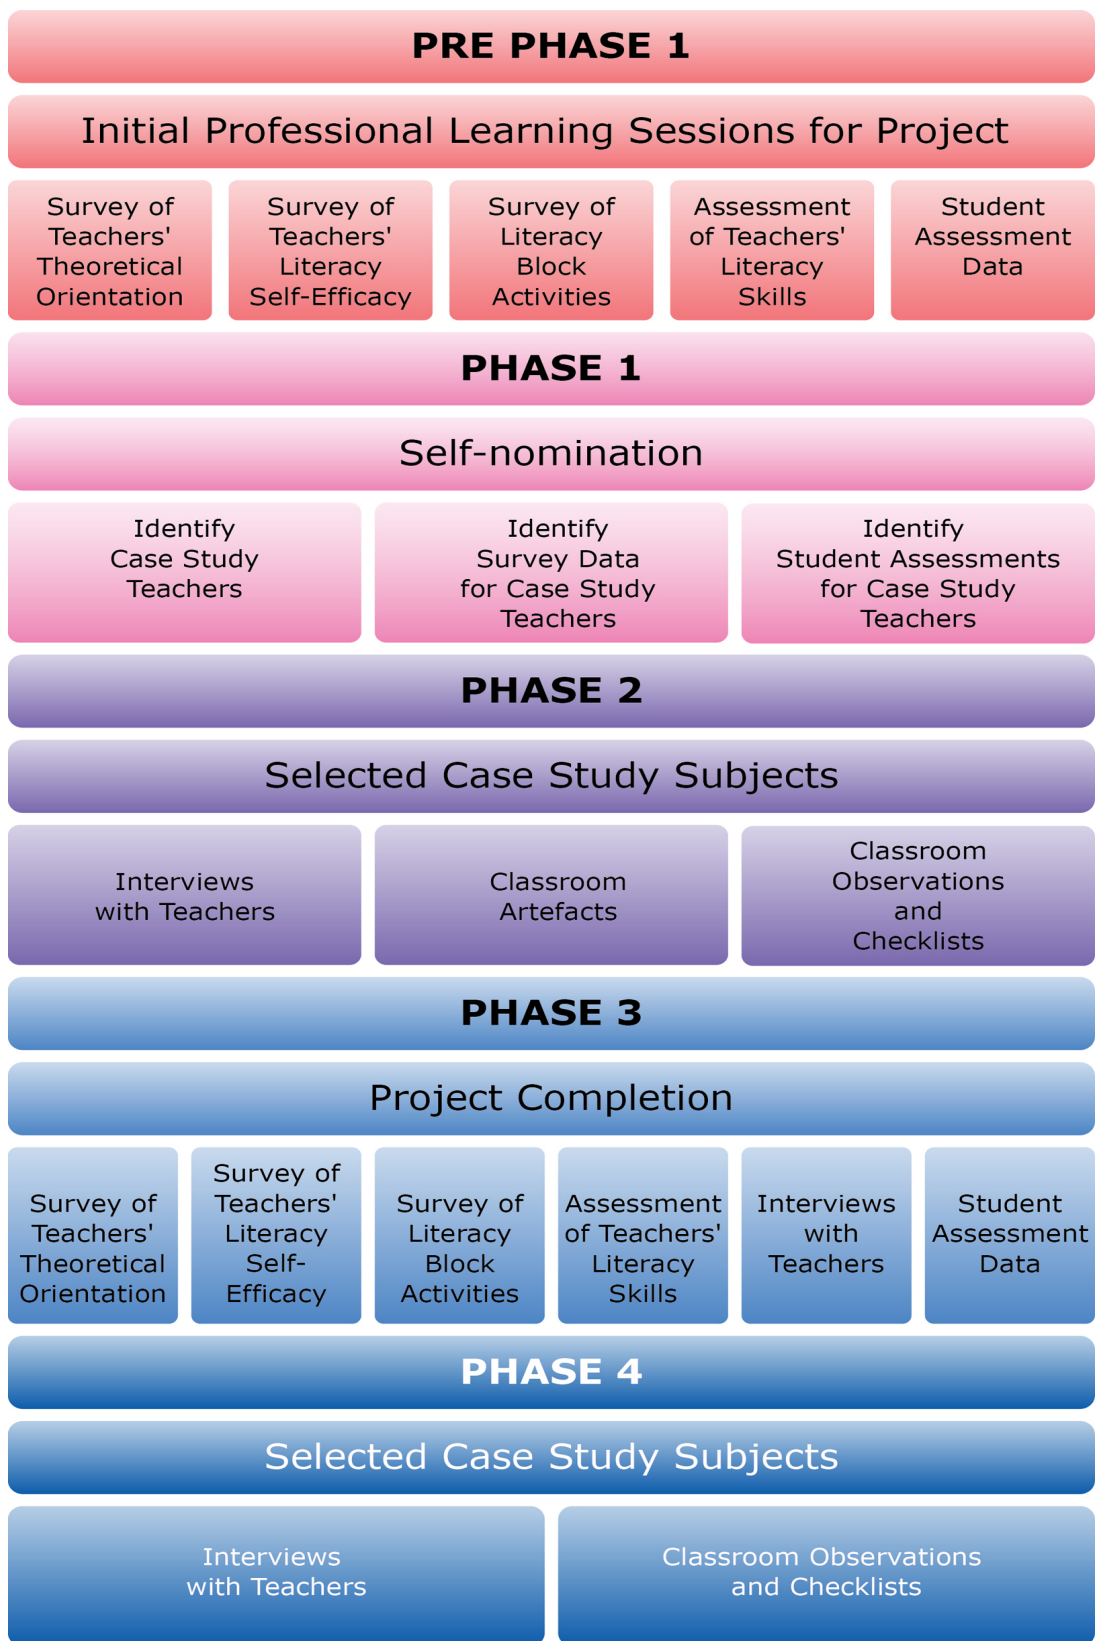 PRE PHASE 1
Initial Professional Learning Sessions for Project
Survey of
Teachers'
Theoretical
Orientation
Survey of
Teachers'
Literacy
Self-Efficacy
Survey of
Literacy
Block
Activities
Assessment
of Teachers'
Literacy
Skills
Student
Assessment
Data
PHASE 1
Self-nomination
Identify
Case Study
Teachers
Identify
Survey Data
for Case Study
Teachers
Identify
Student Assessments
for Case Study
Teachers
PHASE 2
Selected Case Study Subjects
Interviews
with Teachers
Classroom
Artefacts
Classroom
Observations
and
Checklists
PHASE 3
Project Completion
Survey of
Teachers'
Theoretical
Orientation
Survey of
Teachers'
Literacy
Self-
Efficacy
Survey of
Literacy
Block
Activities
Assessment
of Teachers'
Literacy
Skills
Interviews
with
Teachers
Student
Assessment
Data
PHASE 4
Selected Case Study Subjects
Interviews
with Teachers
Classroom Observations
and Checklists